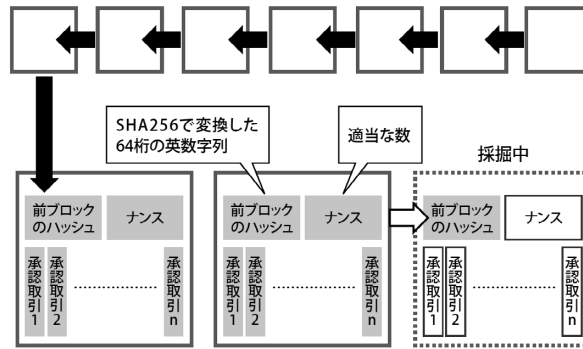 SHA256で変換した
64桁の英数字列
適当な数
採掘中
前ブロック
のハッシュ
ナンス
承認取引1
承認取引2
………………
承認取引n
前ブロック
のハッシュ
ナンス
承認取引1
承認取引2
………………
承認取引n
前ブロック
のハッシュ
ナンス
承認取引1
承認取引2
………………
承認取引n